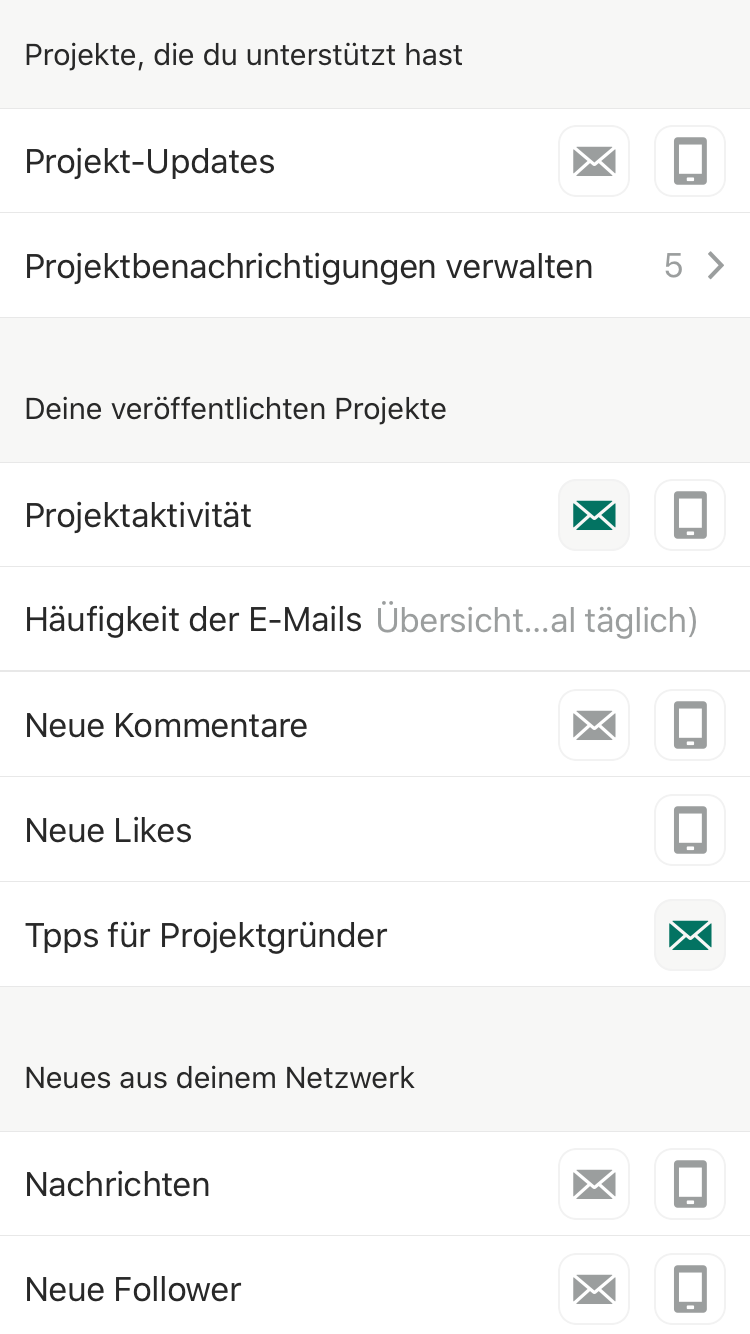 Projekte, die du unterstützt hast
Projekt-Updates
Projektbenachrichtigungen verwalten 5
Deine veröffentlichten Projekte
Projektaktivität
Häufigkeit der E-Mails Übersicht...al täglich)
Neue Kommentare
Neue Likes
Tpps für Projektgründer
Neues aus deinem Netzwerk
Nachrichten
Neue Follower